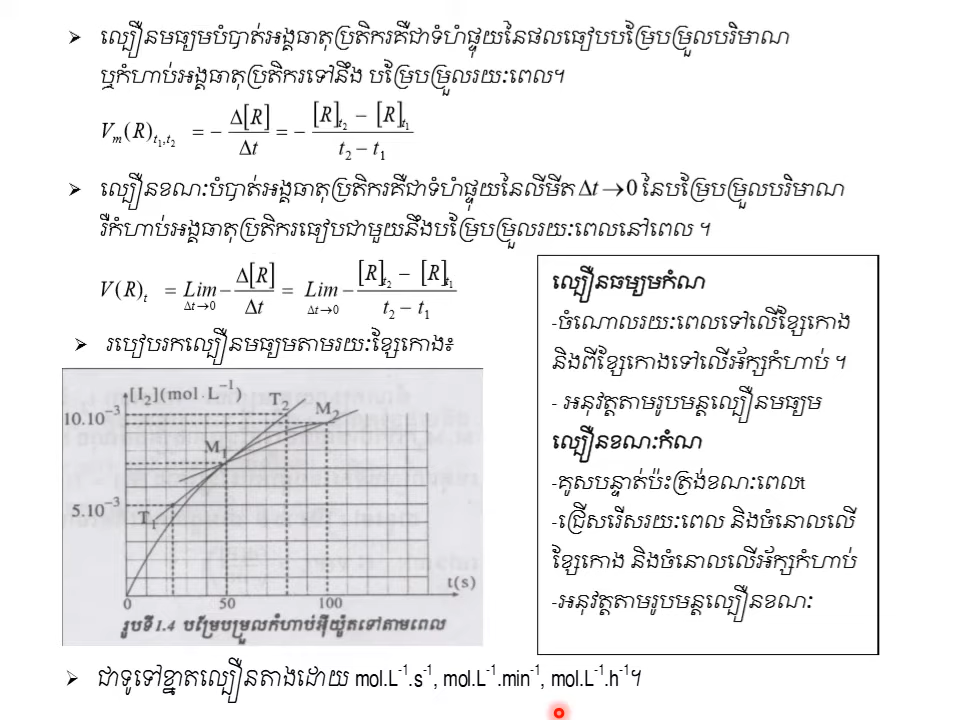 ➢ ល្បឿនមធ្យមបំបាត់អង្គធាតុប្រតិករគឺជាទំហំផ្ទុយនៃផលធៀបបម្រែបម្រួលបរិមាណ
ឬកំហាប់អង្គធាតុប្រតិករទៅនឹង បម្រែបម្រួលរយៈពេល។
V_m(R)_{t1,t2} = − Δ[R]/Δt = − ([R]_{t2} − [R]_{t1})/(t2 − t1)
➢ ល្បឿនខណៈបំបាត់អង្គធាតុប្រតិករគឺជាទំហំផ្ទុយនៃលីមីត Δt→0 នៃបម្រែបម្រួលបរិមាណ
រឺកំហាប់អង្គធាតុប្រតិករធៀបជាមួយនឹងបម្រែបម្រួលរយៈពេលនៅពេល ។
V(R)_t = Lim_{Δt→0} − Δ[R]/Δt = Lim_{Δt→0} − ([R]_{t2} − [R]_{t1})/(t2 − t1)
➢ របៀបរកល្បឿនមធ្យមតាមរយៈខ្សែកោង៖
[I2](mol·L⁻¹)
T2
M2
10.10⁻³
M1
5.10⁻³
T1
t(s)
0 50 100
រូបទី1.4 បម្រែបម្រួលកំហាប់អ៊ីយ៉ូតទៅតាមពេល
ល្បឿនធម្យមកំណ
-ចំណោលរយៈពេលទៅលើខ្សែកោង
និងពីខ្សែកោងទៅលើអ័ក្សកំហាប់ ។
- អនុវត្តតាមរូបមន្តល្បឿនមធ្យម
ល្បឿនខណៈកំណ
-គូសបន្ទាត់ប៉ះត្រង់ខណៈពេលt
-ជ្រើសរើសរយៈពេល និងចំនោលលើ
ខ្សែកោង និងចំនោលលើអ័ក្សកំហាប់
-អនុវត្តតាមរូបមន្តល្បឿនខណៈ
➢ ជាទូទៅខ្នាតល្បឿនតាងដោយ mol.L⁻¹.s⁻¹, mol.L⁻¹.min⁻¹, mol.L⁻¹.h⁻¹។